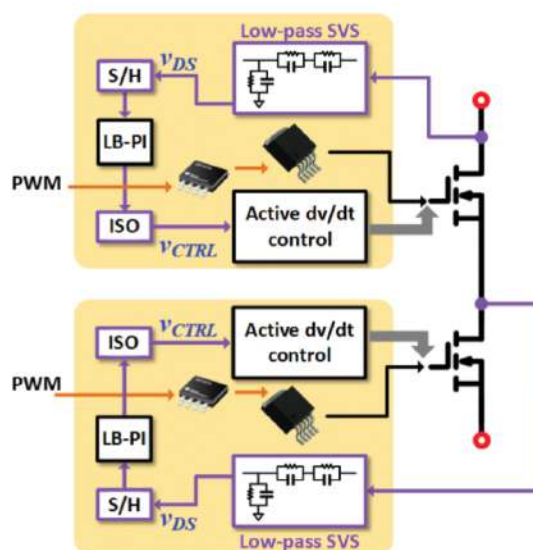 Low-pass SVS
S/H
vDS
LB-PI
PWM
ISO
vCTRL
Active dv/dt
control
ISO
vCTRL
Active dv/dt
control
PWM
LB-PI
S/H
vDS
Low-pass SVS